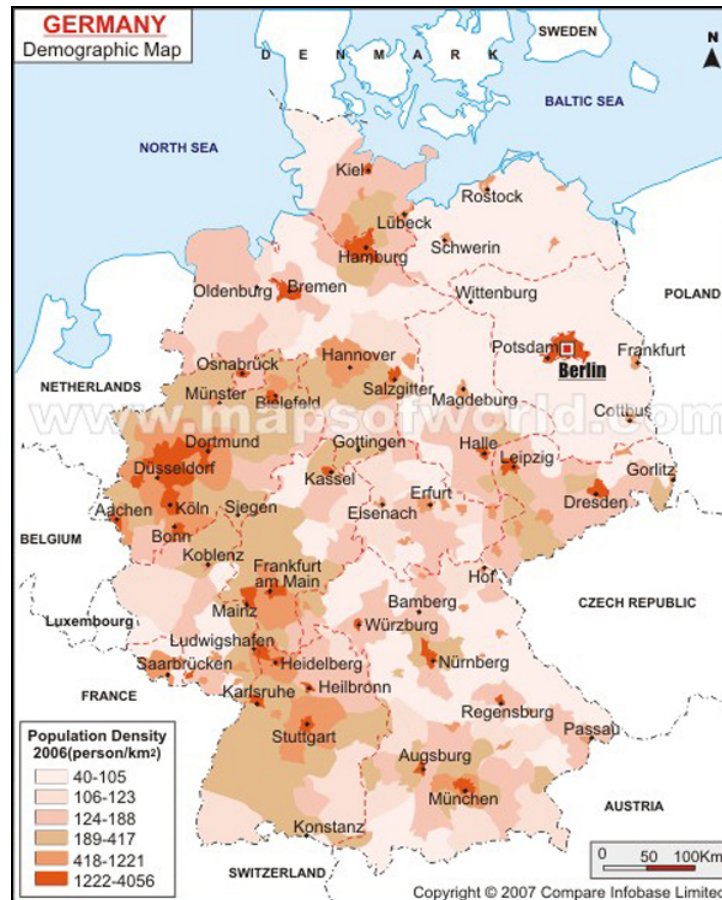 GERMANY
Demographic Map
SWEDEN
N
DENMARK
BALTIC SEA
NORTH SEA
Kiel
Rostock
Lübeck
Schwerin
Hamburg
Oldenburg
Bremen
Wittenburg
POLAND
Potsdam
Frankfurt
Berlin
Hannover
Osnabrück
Salzgitter
NETHERLANDS
Münster
Bielefeld
Magdeburg
www.mapsofworld.com
Cottbus
Dortmund
Gottingen
Halle
Leipzig
Düsseldorf
Kassel
Gorlitz
Aachen
Köln
Sjegen
Erfurt
Eisenach
Dresden
BELGIUM
Bonn
Koblenz
Frankfurt
am Main
Hof
CZECH REPUBLIC
Mainz
Bamberg
Luxembourg
Würzburg
Ludwigshafen
Saarbrücken
Heidelberg
Nürnberg
FRANCE
Karlsruhe
Heilbronn
Regensburg
Stuttgart
Passau
Augsburg
München
AUSTRIA
Konstanz
SWITZERLAND
Population Density
2006(person/km2)
40-105
106-123
124-188
189-417
418-1221
1222-4056
0 50 100Km
Copyright © 2007 Compare Infobase Limited